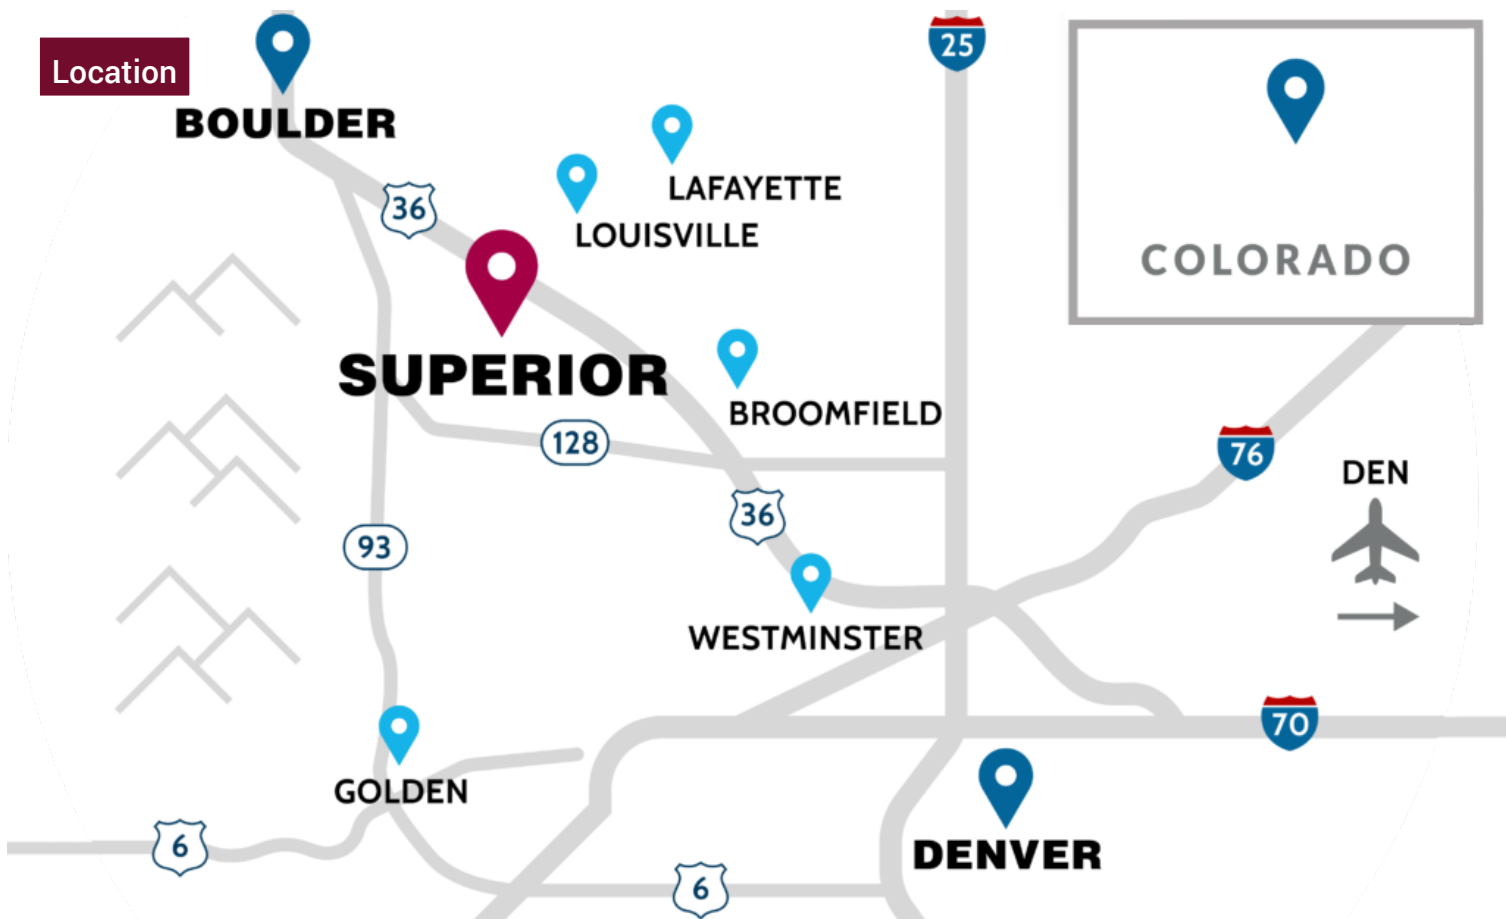 Location
BOULDER
25
LAFAYETTE
36
LOUISVILLE
COLORADO
SUPERIOR
BROOMFIELD
128
76
DEN
36
93
WESTMINSTER
70
GOLDEN
6
DENVER
6